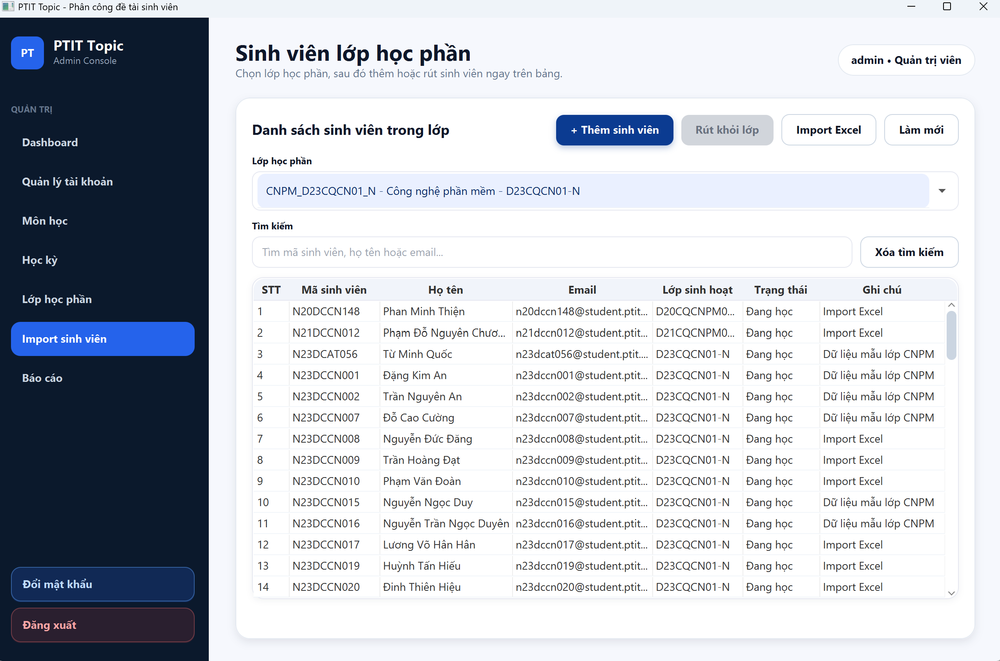 PTIT Topic - Phân công đề tài sinh viên
PT
PTIT Topic
Admin Console
QUẢN TRỊ
Dashboard
Quản lý tài khoản
Môn học
Học kỳ
Lớp học phần
Import sinh viên
Báo cáo
Đổi mật khẩu
Đăng xuất
Sinh viên lớp học phần
Chọn lớp học phần, sau đó thêm hoặc rút sinh viên ngay trên bảng.
admin • Quản trị viên
Danh sách sinh viên trong lớp
+ Thêm sinh viên
Rút khỏi lớp
Import Excel
Làm mới
Lớp học phần
CNPM_D23CQCN01_N - Công nghệ phần mềm - D23CQCN01-N
Tìm kiếm
Tìm mã sinh viên, họ tên hoặc email...
Xóa tìm kiếm
STT Mã sinh viên Họ tên Email Lớp sinh hoạt Trạng thái Ghi chú
1 N20DCCN148 Phan Minh Thiện n20dccn148@student.ptit... D20CQCNPM0... Đang học Import Excel
2 N21DCCN012 Phạm Đỗ Nguyên Chươ... n21dccn012@student.ptit... D21CQCNPM0... Đang học Import Excel
3 N23DCAT056 Từ Minh Quốc n23dcat056@student.ptit.... D23CQCN01-N Đang học Dữ liệu mẫu lớp CNPM
4 N23DCCN001 Đặng Kim An n23dccn001@student.ptit... D23CQCN01-N Đang học Dữ liệu mẫu lớp CNPM
5 N23DCCN002 Trần Nguyên An n23dccn002@student.ptit... D23CQCN01-N Đang học Dữ liệu mẫu lớp CNPM
6 N23DCCN007 Đỗ Cao Cường n23dccn007@student.ptit... D23CQCN01-N Đang học Dữ liệu mẫu lớp CNPM
7 N23DCCN008 Nguyễn Đức Đăng n23dccn008@student.ptit... D23CQCN01-N Đang học Import Excel
8 N23DCCN009 Trần Hoàng Đạt n23dccn009@student.ptit... D23CQCN01-N Đang học Import Excel
9 N23DCCN010 Phạm Văn Đoàn n23dccn010@student.ptit... D23CQCN01-N Đang học Import Excel
10 N23DCCN015 Nguyễn Ngọc Duy n23dccn015@student.ptit... D23CQCN01-N Đang học Dữ liệu mẫu lớp CNPM
11 N23DCCN016 Nguyễn Trần Ngọc Duyên n23dccn016@student.ptit... D23CQCN01-N Đang học Dữ liệu mẫu lớp CNPM
12 N23DCCN017 Lương Võ Hân Hân n23dccn017@student.ptit... D23CQCN01-N Đang học Import Excel
13 N23DCCN019 Huỳnh Tấn Hiếu n23dccn019@student.ptit... D23CQCN01-N Đang học Import Excel
14 N23DCCN020 Đinh Thiên Hiệu n23dccn020@student.ptit... D23CQCN01-N Đang học Import Excel